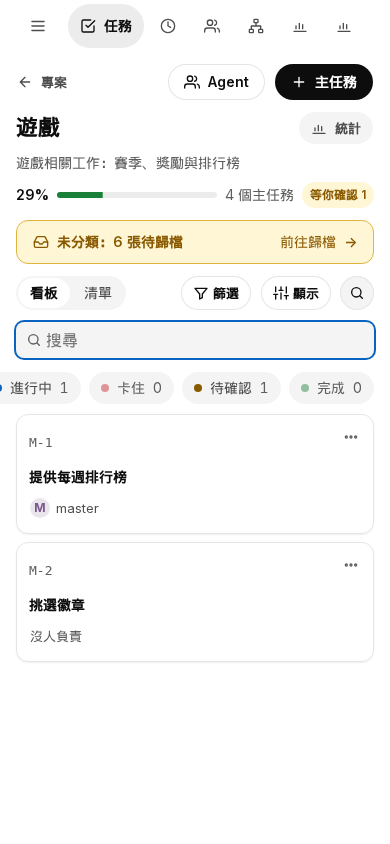 任務
專案
Agent
主任務
遊戲
統計
遊戲相關工作: 賽季、獎勵與排行榜
29%
4 個主任務
等你確認 1
未分類: 6 張待歸檔
前往歸檔
看板
清單
篩選
顯示
搜尋
進行中 1
卡住 0
待確認 1
完成 0
M-1
提供每週排行榜
M master
M-2
挑選徽章
沒人負責